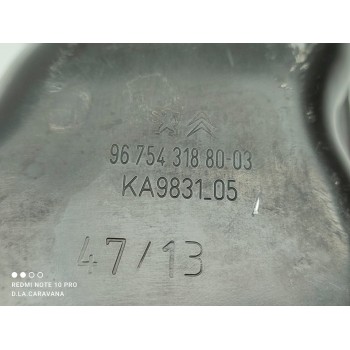 96 754 318 80-03
KA9831_05
47/13
REDMI NOTE 10 PRO
D.LA.CARAVANA